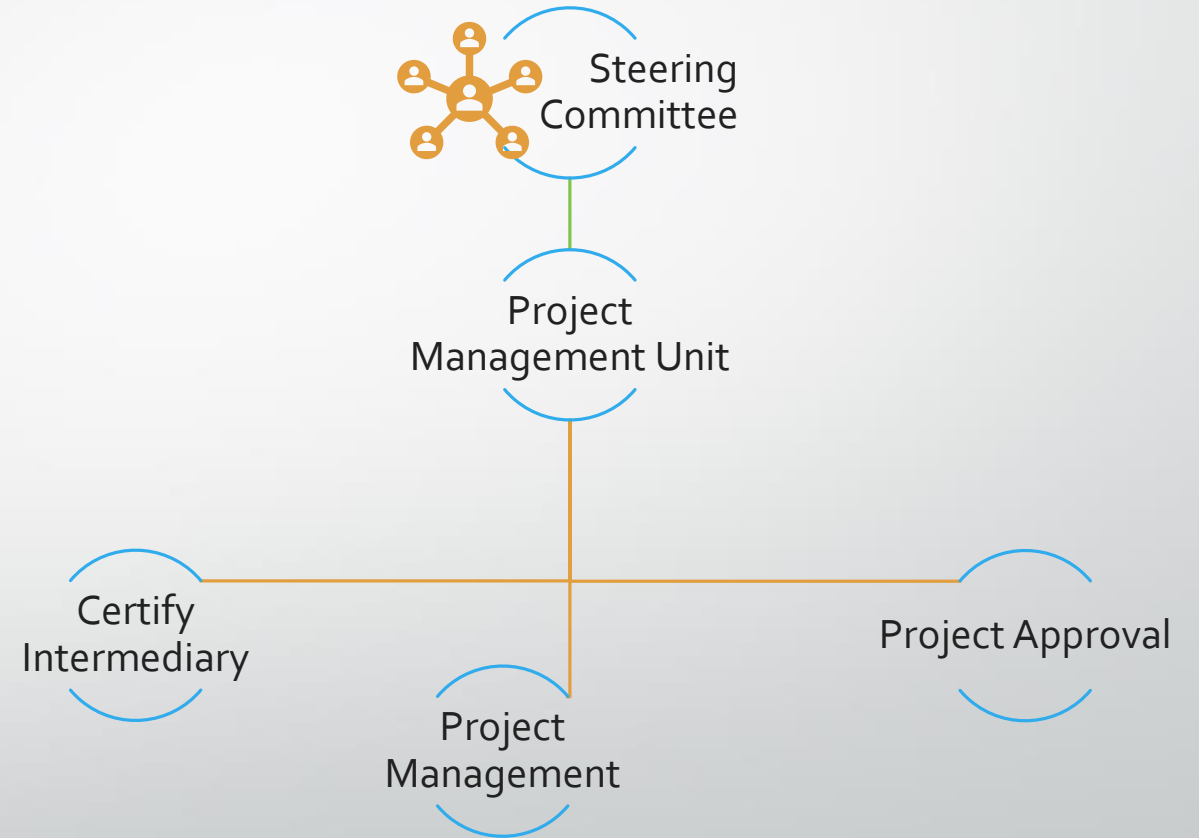 Steering
Committee
Project
Management Unit
Certify
Intermediary
Project Approval
Project
Management